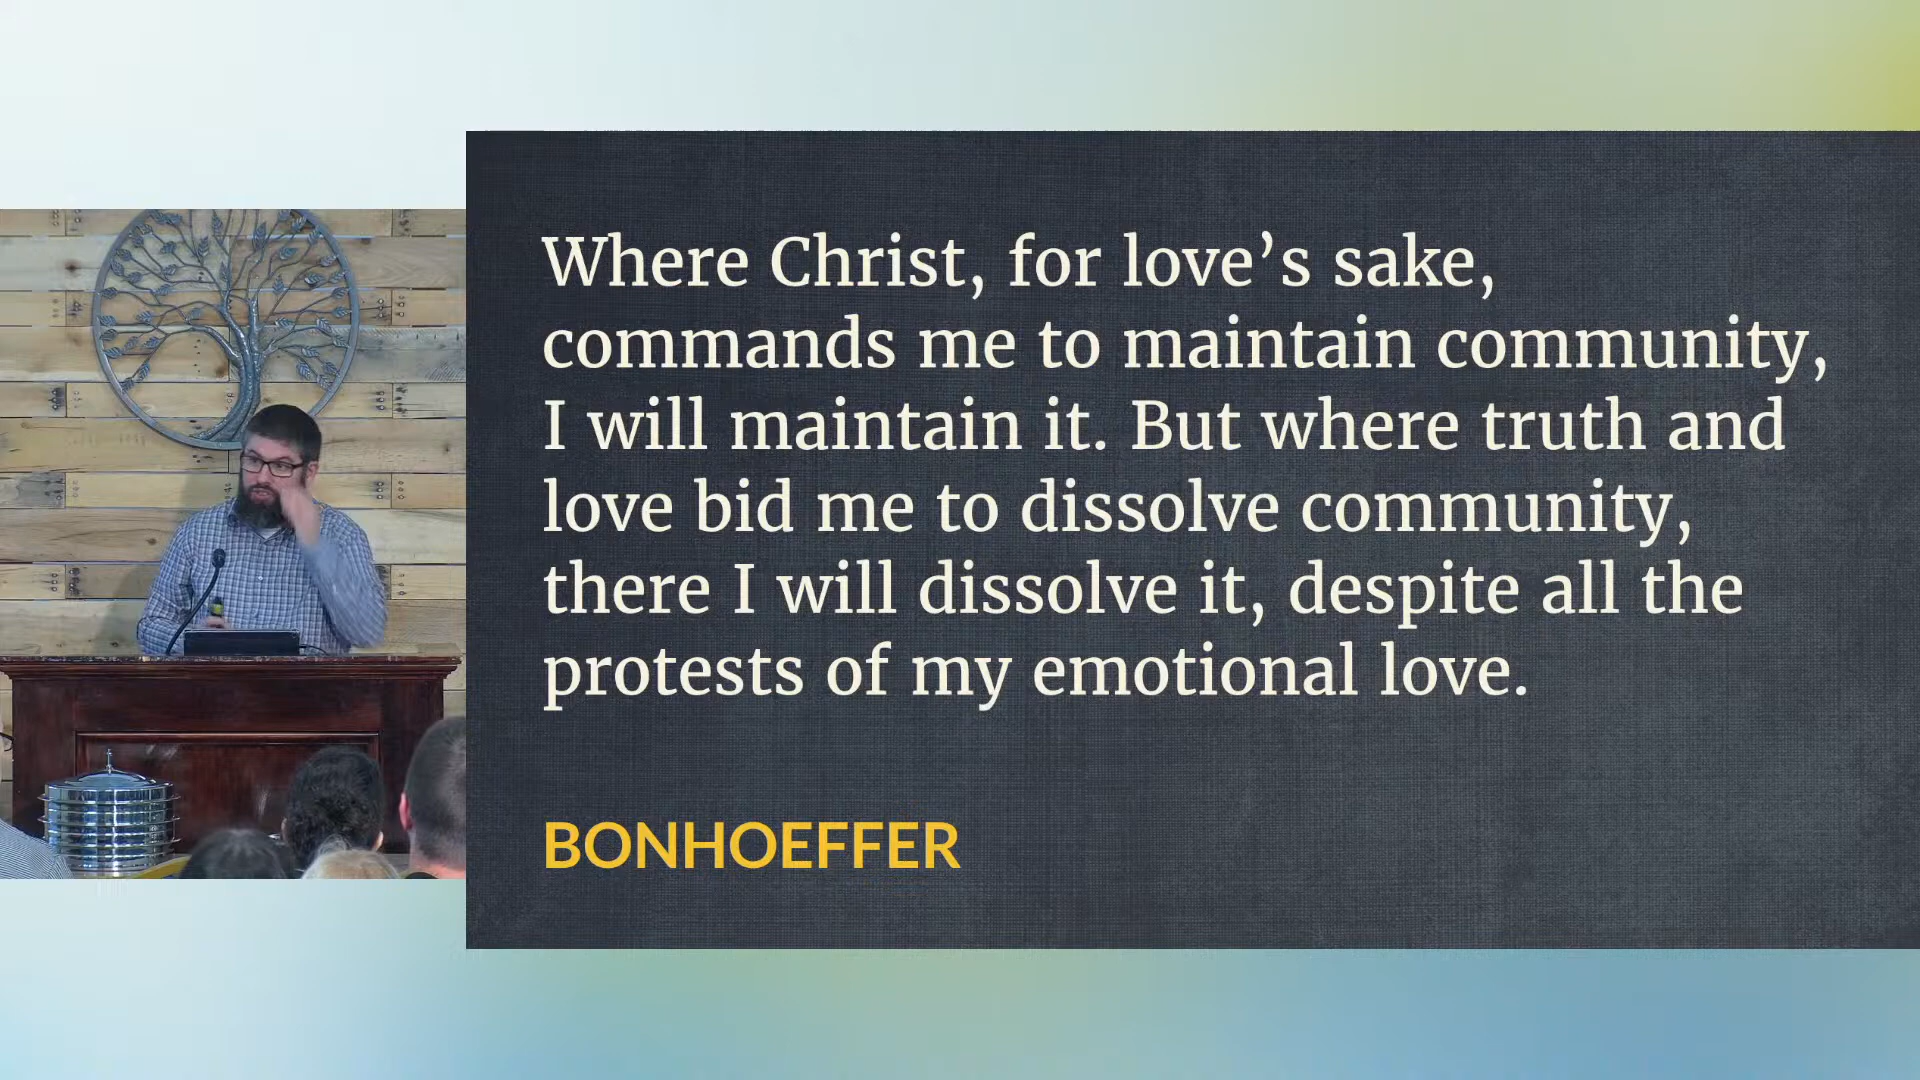 Where Christ, for love’s sake,
commands me to maintain community,
I will maintain it. But where truth and
love bid me to dissolve community,
there I will dissolve it, despite all the
protests of my emotional love.
BONHOEFFER